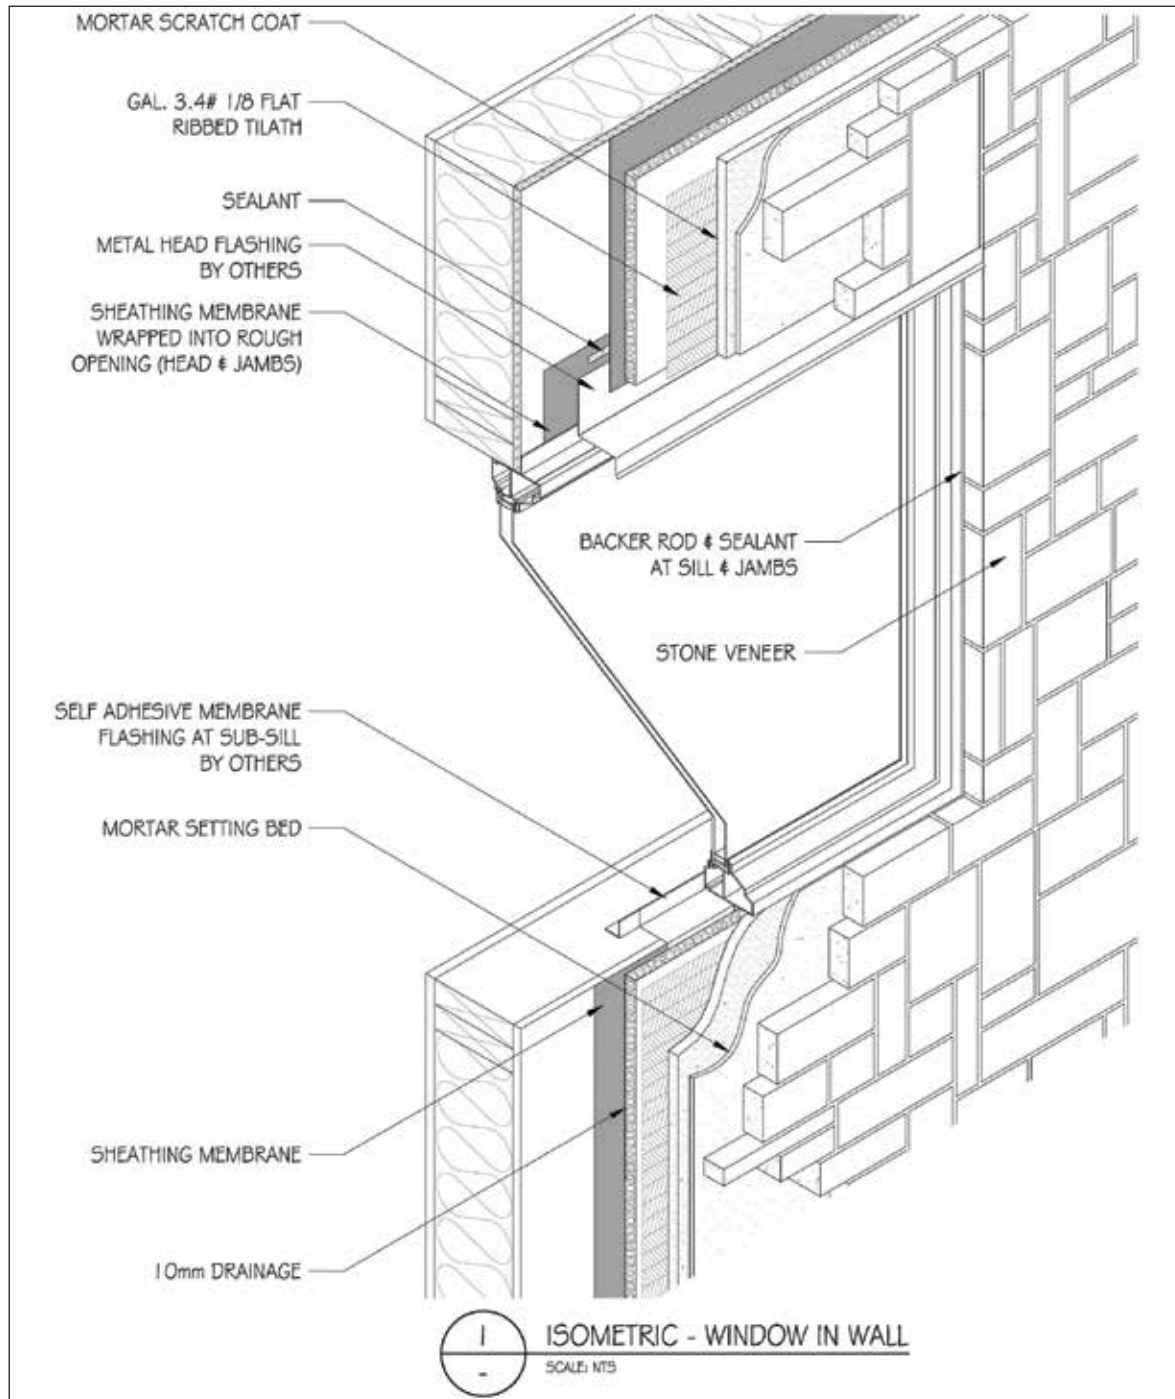 MORTAR SCRATCH COAT
GAL. 3.4# 1/8 FLAT
RIBBED TILATH
SEALANT
METAL HEAD FLASHING
BY OTHERS
SHEATHING MEMBRANE
WRAPPED INTO ROUGH
OPENING (HEAD & JAMBS)
BACKER ROD & SEALANT
AT SILL & JAMBS
STONE VENEER
SELF ADHESIVE MEMBRANE
FLASHING AT SUB-SILL
BY OTHERS
MORTAR SETTING BED
SHEATHING MEMBRANE
10mm DRAINAGE
1
-
ISOMETRIC - WINDOW IN WALL
SCALE: NTS